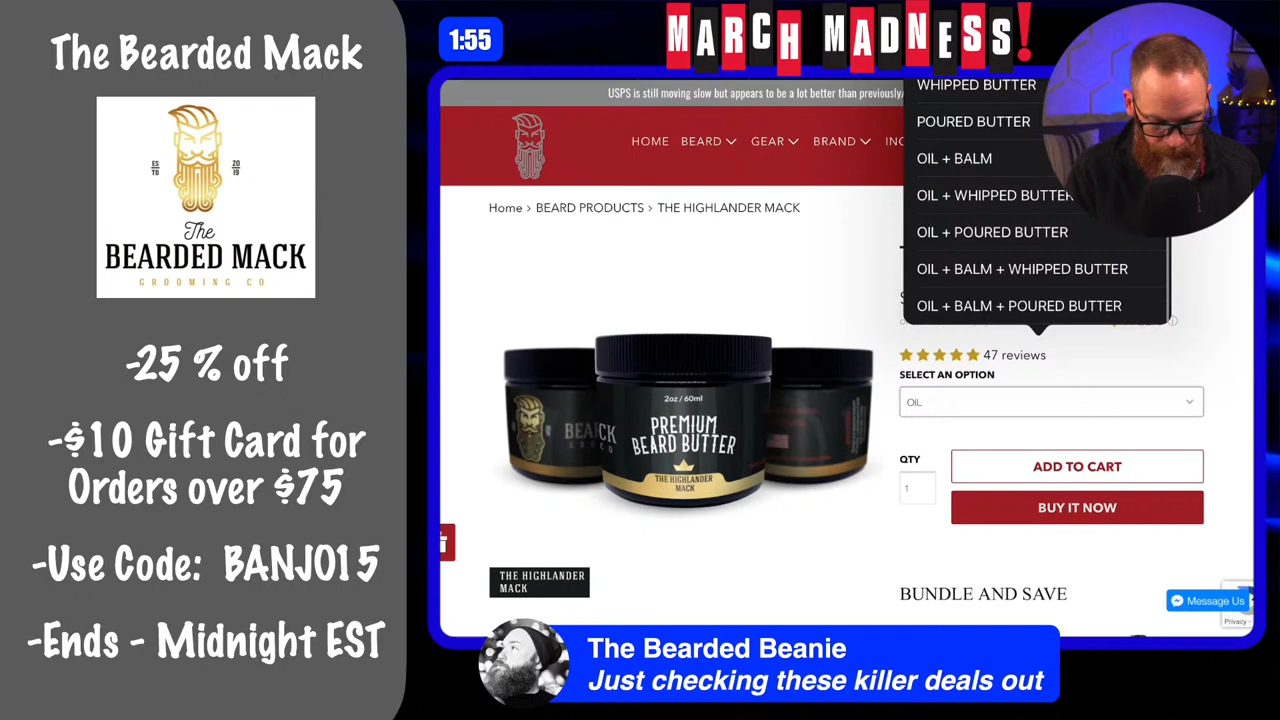 The Bearded Mack
ES TD
20 19
The
BEARDED MACK
GROOMING CO
-25 % off
-$10 Gift Card for
Orders over $75
-Use Code: BANJO15
-Ends - Midnight EST
1:55
MARCH MADNESS!
USPS is still moving slow but appears to be a lot better than previously
HOME BEARD GEAR BRAND
Home > BEARD PRODUCTS > THE HIGHLANDER MACK
WHIPPED BUTTER
POURED BUTTER
OIL + BALM
OIL + WHIPPED BUTTER
OIL + POURED BUTTER
OIL + BALM + WHIPPED BUTTER
OIL + BALM + POURED BUTTER
47 reviews
SELECT AN OPTION
OIL
QTY
1
ADD TO CART
BUY IT NOW
2oz / 60ml
PREMIUM
BEARD BUTTER
THE HIGHLANDER
MACK
THE HIGHLANDER
MACK
BUNDLE AND SAVE
Message Us
Privacy -
The Bearded Beanie
Just checking these killer deals out